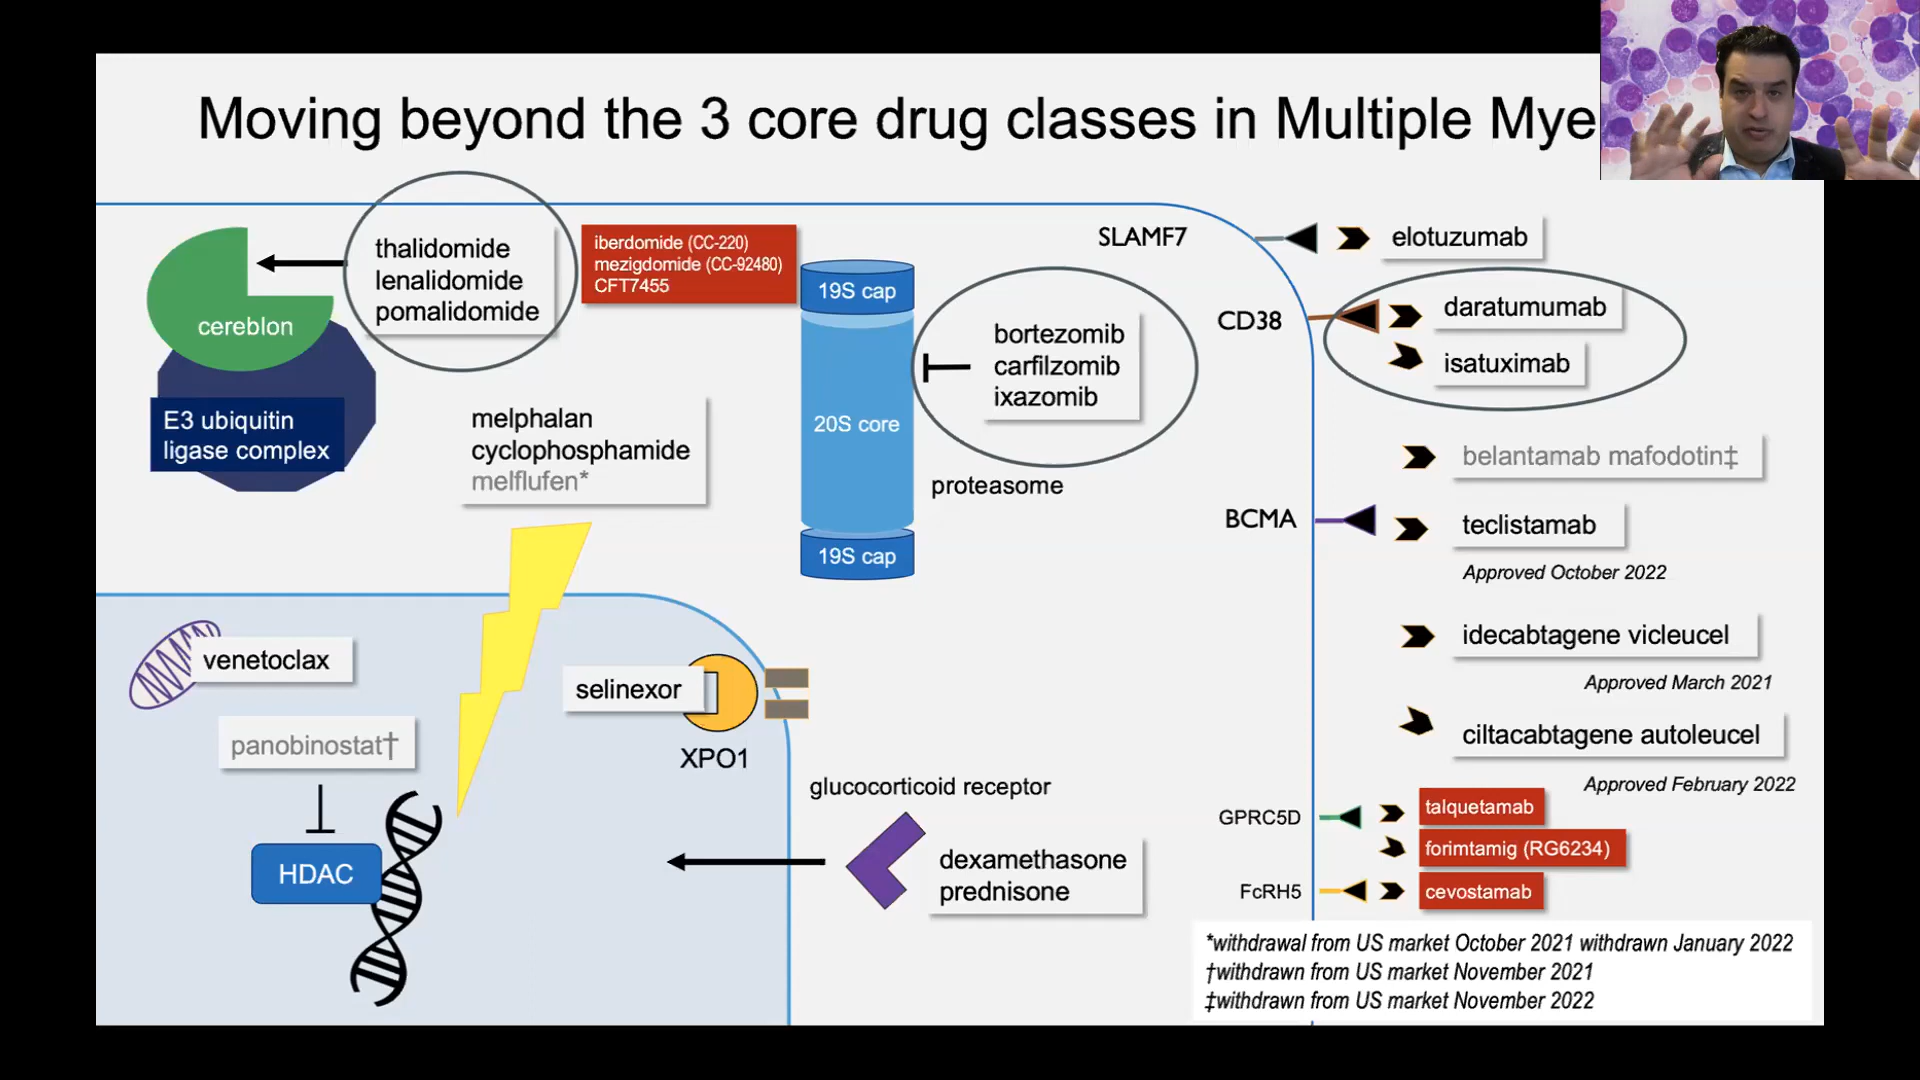 Moving beyond the 3 core drug classes in Multiple Mye
thalidomide
lenalidomide
pomalidomide
iberdomide (CC-220)
mezigdomide (CC-92480)
CFT7455
cereblon
E3 ubiquitin
ligase complex
melphalan
cyclophosphamide
melflufen*
19S cap
20S core
19S cap
bortezomib
carfilzomib
ixazomib
proteasome
SLAMF7
elotuzumab
CD38
daratumumab
isatuximab
belantamab mafodotin‡
BCMA
teclistamab
Approved October 2022
idecabtagene vicleucel
Approved March 2021
ciltacabtagene autoleucel
Approved February 2022
GPRC5D
talquetamab
forimtamig (RG6234)
FcRH5
cevostamab
venetoclax
panobinostat†
HDAC
selinexor
XPO1
glucocorticoid receptor
dexamethasone
prednisone
*withdrawal from US market October 2021 withdrawn January 2022
†withdrawn from US market November 2021
‡withdrawn from US market November 2022